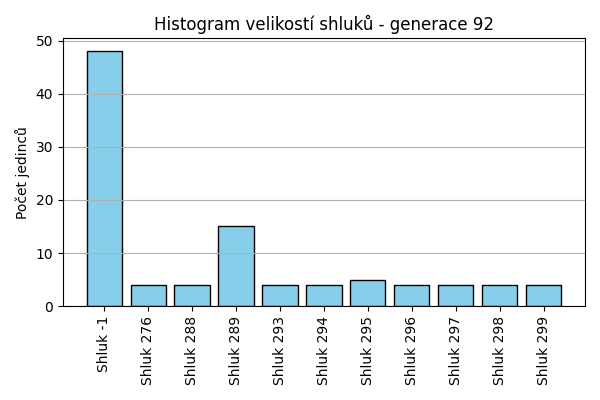 Histogram velikostí shluků - generace 92
Počet jedinců
50
40
30
20
10
0
Shluk -1
Shluk 276
Shluk 288
Shluk 289
Shluk 293
Shluk 294
Shluk 295
Shluk 296
Shluk 297
Shluk 298
Shluk 299